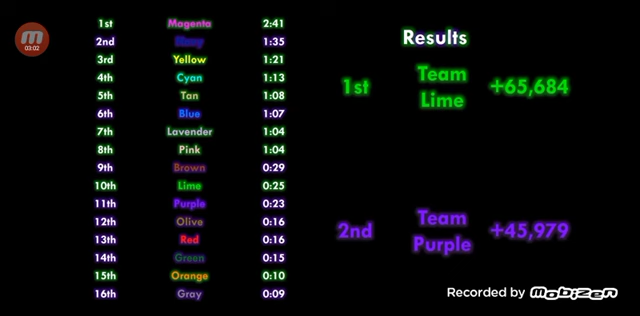 1st Magenta 2:41
2nd Navy 1:35
3rd Yellow 1:21
4th Cyan 1:13
5th Tan 1:08
6th Blue 1:07
7th Lavender 1:04
8th Pink 1:04
9th Brown 0:29
10th Lime 0:25
11th Purple 0:23
12th Olive 0:16
13th Red 0:16
14th Green 0:15
15th Orange 0:10
16th Gray 0:09
03:02
Results
1st Team Lime +65,684
2nd Team Purple +45,979
Recorded by mobizen